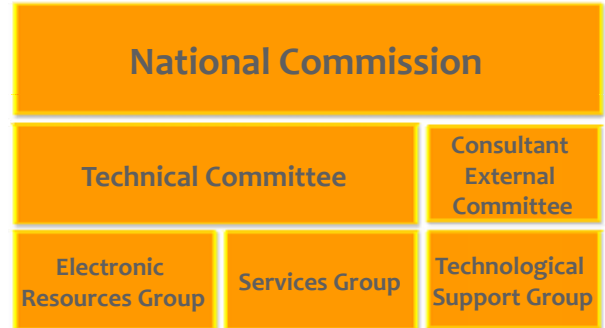 National Commission
Technical Committee
Consultant
External
Committee
Electronic
Resources Group
Services Group
Technological
Support Group